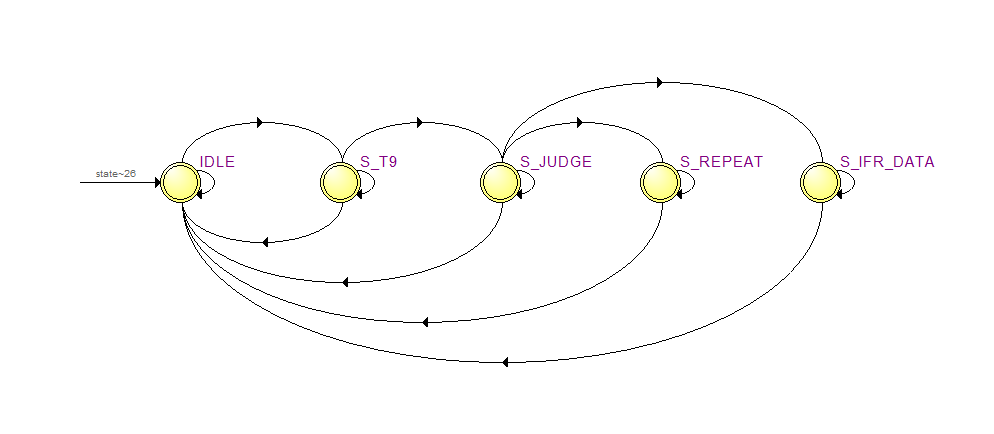 state~26
IDLE
S_T9
S_JUDGE
S_REPEAT
S_IFR_DATA